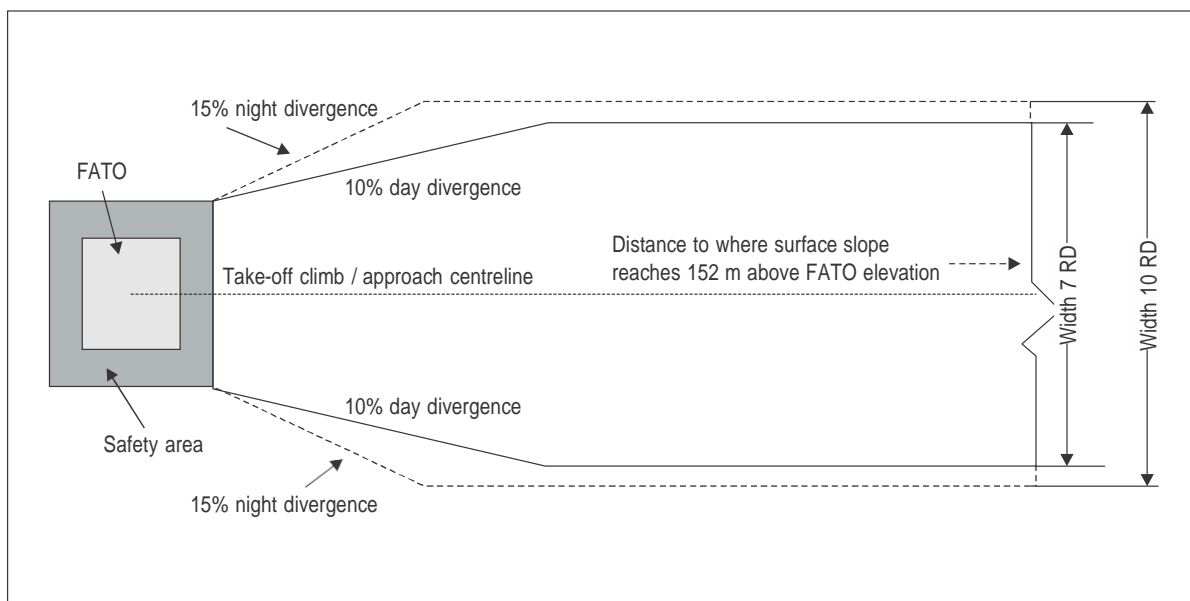 15% night divergence
FATO
10% day divergence
Distance to where surface slope
reaches 152 m above FATO elevation
Take-off climb / approach centreline
Width 7 RD
Width 10 RD
10% day divergence
Safety area
15% night divergence